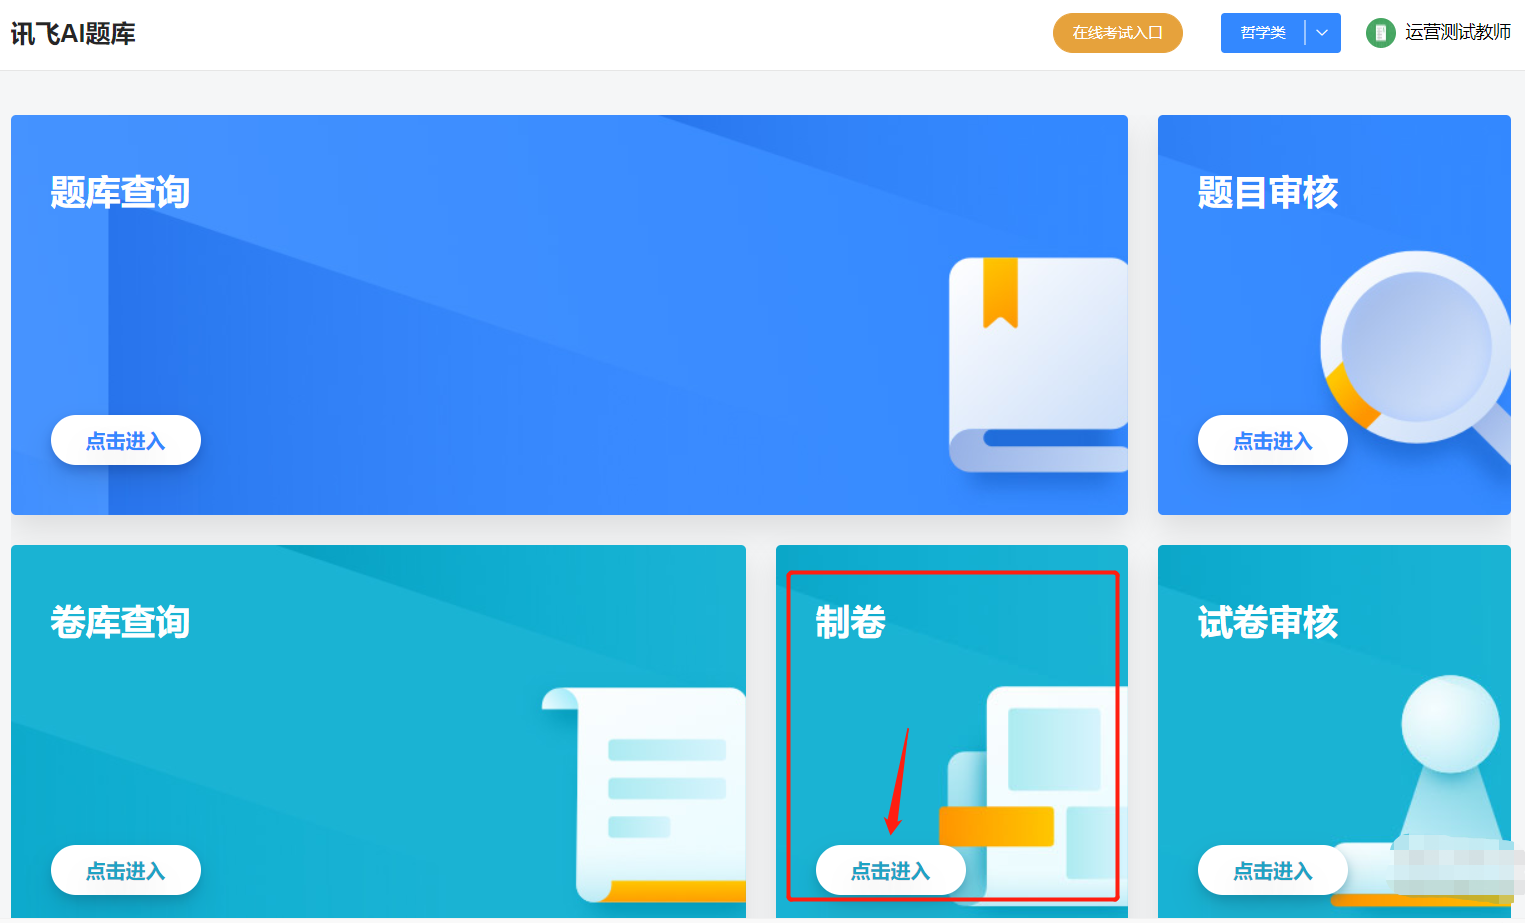 讯飞AI题库
在线考试入口
哲学类
运营测试教师
题库查询
题目审核
点击进入
点击进入
卷库查询
制卷
试卷审核
点击进入
点击进入
点击进入